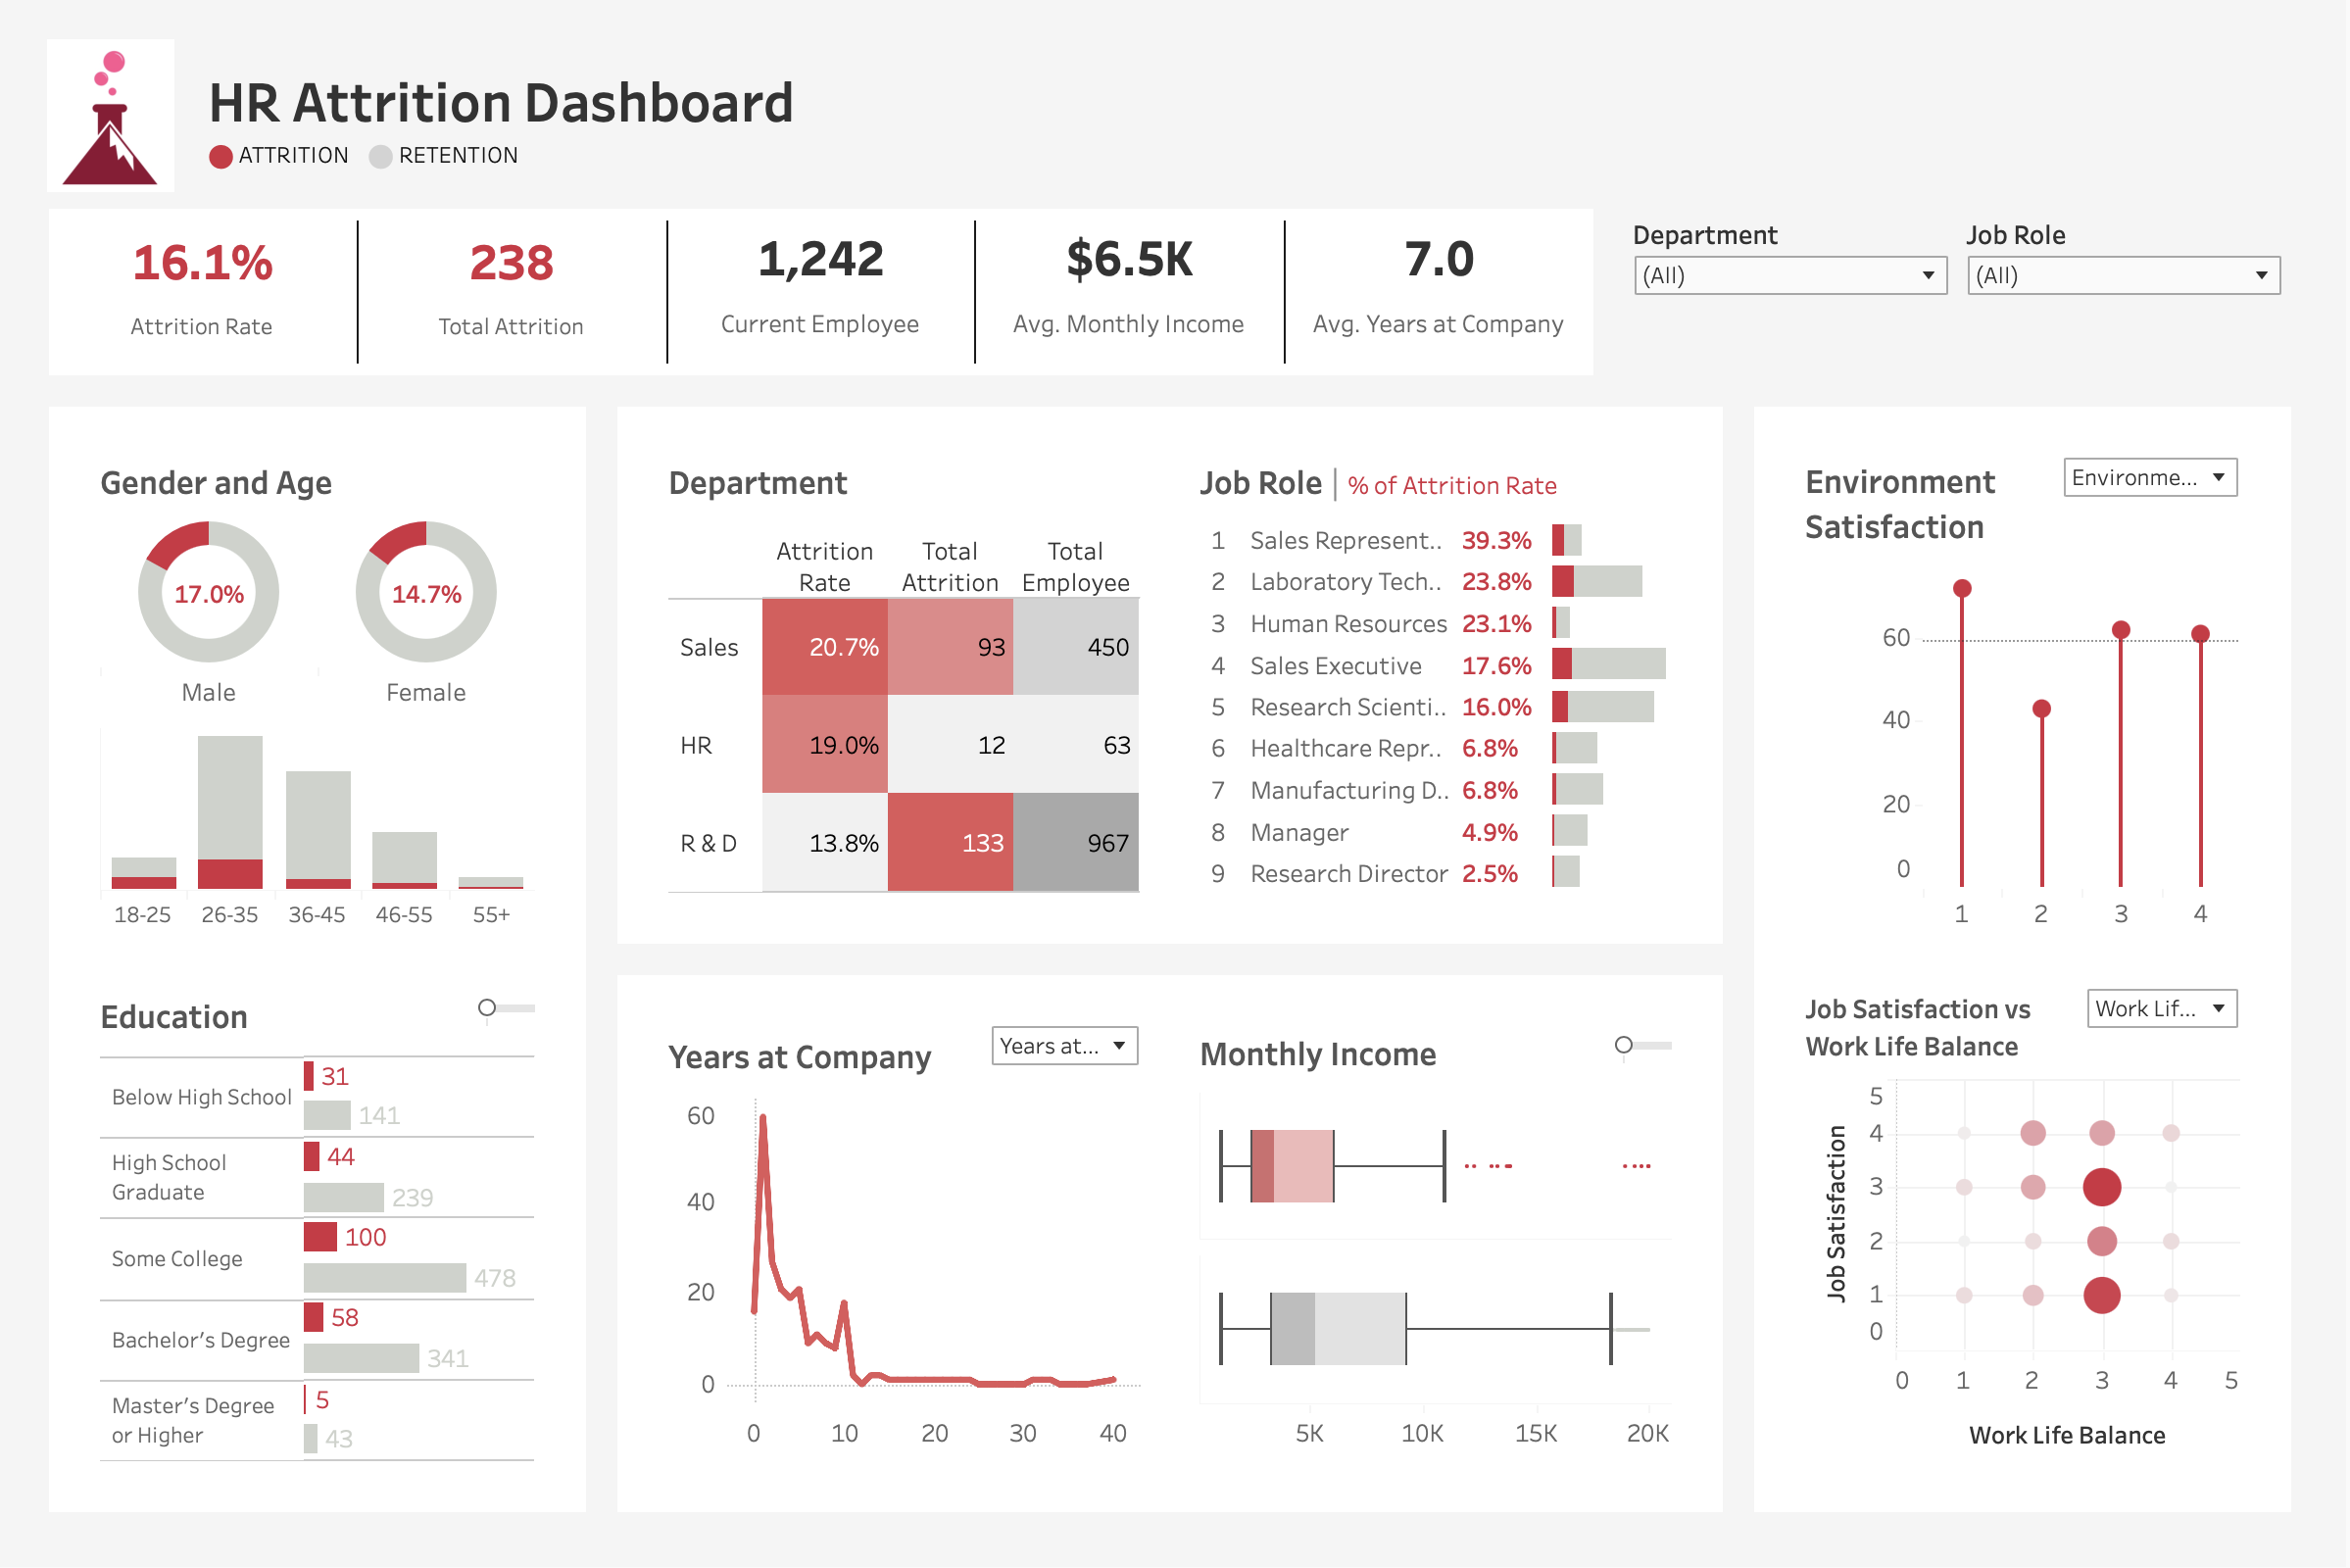 HR Attrition Dashboard
ATTRITION RETENTION
16.1%
Attrition Rate
238
Total Attrition
1,242
Current Employee
$6.5K
Avg. Monthly Income
7.0
Avg. Years at Company
Department
(All)
Job Role
(All)
Gender and Age
17.0%
Male
14.7%
Female
18-25 26-35 36-45 46-55 55+
Education
Below High School
31
141
High School
Graduate
44
239
Some College
100
478
Bachelor's Degree
58
341
Master's Degree
or Higher
5
43
Department
Attrition
Rate
Total
Attrition
Total
Employee
Sales 20.7% 93 450
HR 19.0% 12 63
R & D 13.8% 133 967
Job Role | % of Attrition Rate
1 Sales Represent.. 39.3%
2 Laboratory Tech.. 23.8%
3 Human Resources 23.1%
4 Sales Executive 17.6%
5 Research Scienti.. 16.0%
6 Healthcare Repr.. 6.8%
7 Manufacturing D.. 6.8%
8 Manager 4.9%
9 Research Director 2.5%
Years at Company
Years at...
60
40
20
0
0 10 20 30 40
Monthly Income
5K 10K 15K 20K
Environment
Satisfaction
Environme...
60
40
20
0
1 2 3 4
Job Satisfaction vs
Work Life Balance
Work Lif...
Job Satisfaction
5
4
3
2
1
0
0 1 2 3 4 5
Work Life Balance